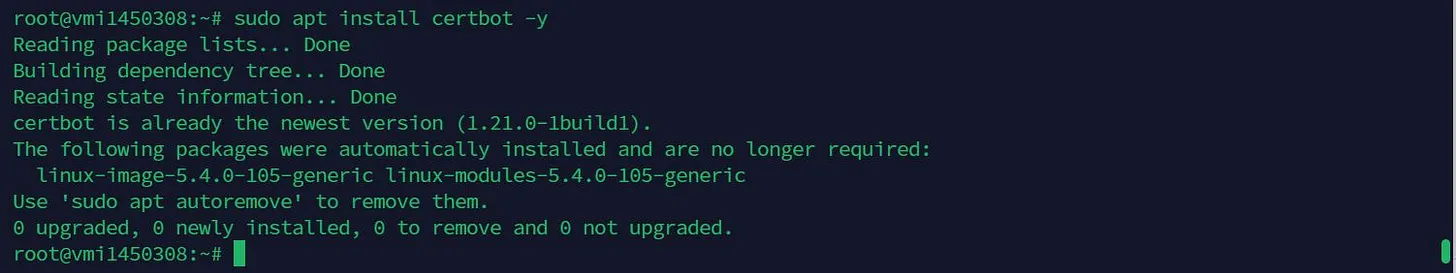 root@vmi1450308:~# sudo apt install certbot -y
Reading package lists... Done
Building dependency tree... Done
Reading state information... Done
certbot is already the newest version (1.21.0-1build1).
The following packages were automatically installed and are no longer required:
  linux-image-5.4.0-105-generic linux-modules-5.4.0-105-generic
Use 'sudo apt autoremove' to remove them.
0 upgraded, 0 newly installed, 0 to remove and 0 not upgraded.
root@vmi1450308:~#